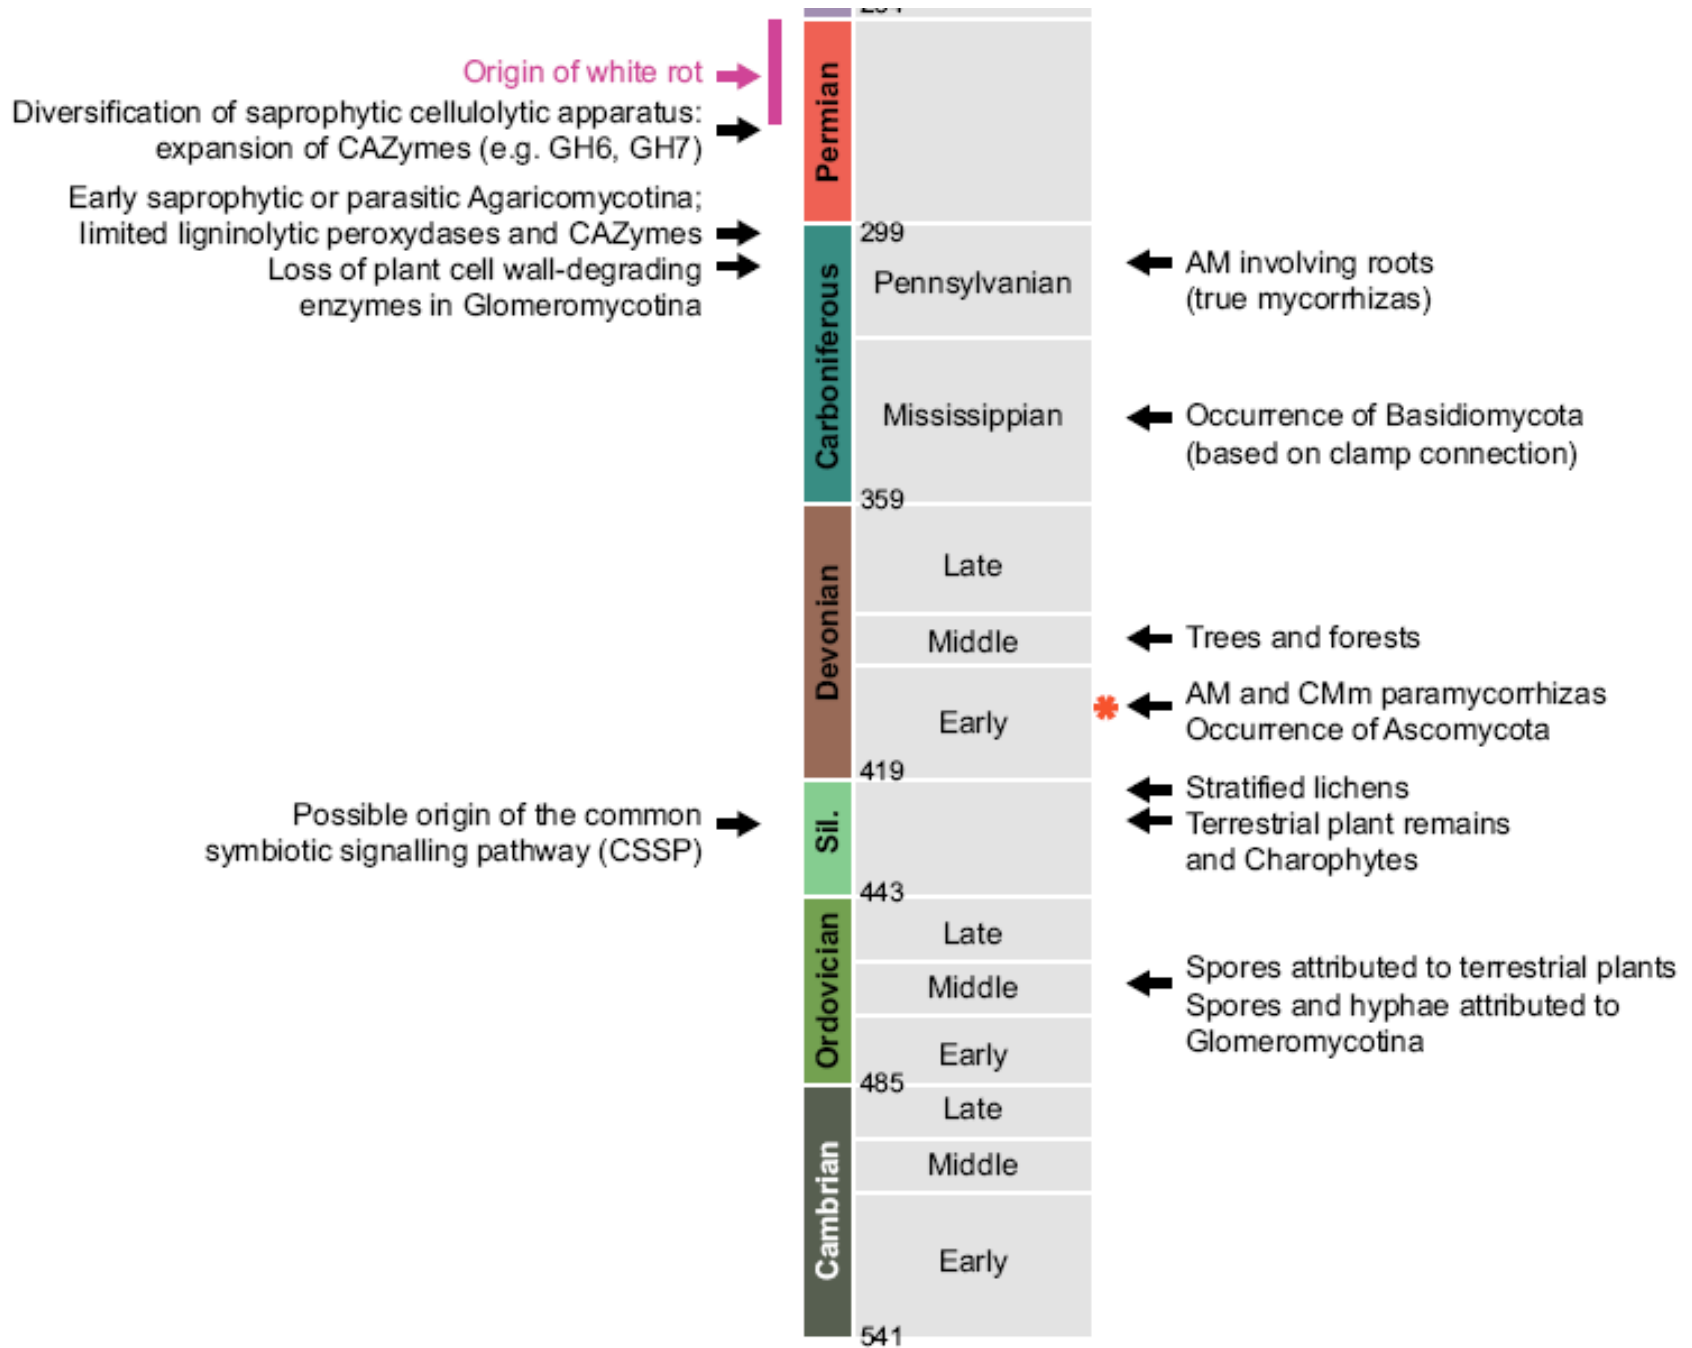 Origin of white rot
Diversification of saprophytic cellulolytic apparatus:
expansion of CAZymes (e.g. GH6, GH7)
Early saprophytic or parasitic Agaricomycotina;
limited ligninolytic peroxydases and CAZymes
Loss of plant cell wall-degrading
enzymes in Glomeromycotina
Possible origin of the common
symbiotic signalling pathway (CSSP)
Permian
Carboniferous
Devonian
Sil.
Ordovician
Cambrian
299
Pennsylvanian
Mississippian
359
Late
Middle
Early
419
443
Late
Middle
Early
485
Late
Middle
Early
541
AM involving roots
(true mycorrhizas)
Occurrence of Basidiomycota
(based on clamp connection)
Trees and forests
AM and CMm paramycorrhizas
Occurrence of Ascomycota
Stratified lichens
Terrestrial plant remains
and Charophytes
Spores attributed to terrestrial plants
Spores and hyphae attributed to
Glomeromycotina